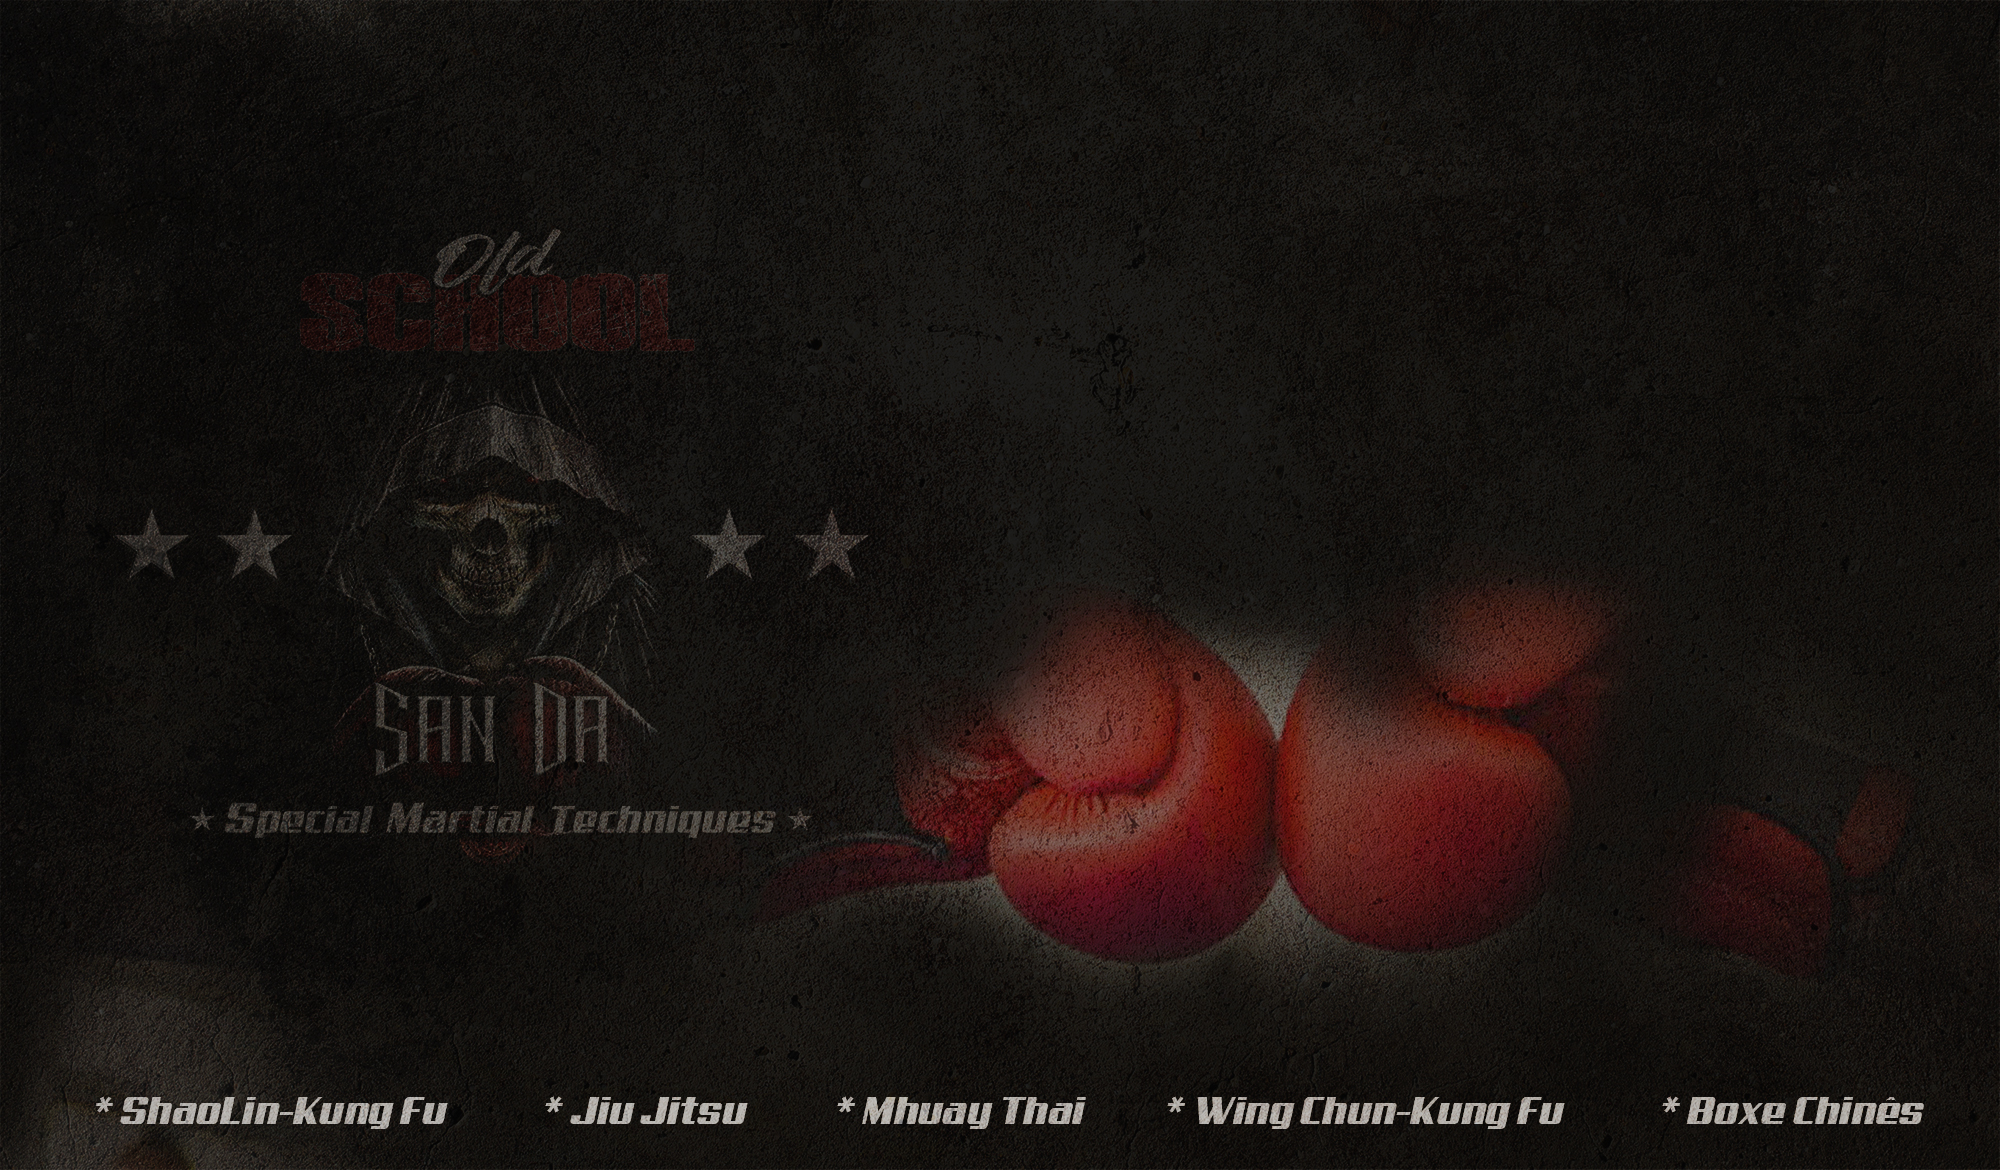 Old
SCHOOL
SAN DA
Special Martial Techniques
* ShaoLin-Kung Fu * Jiu Jitsu * Mhuay Thai * Wing Chun-Kung Fu * Boxe Chinês